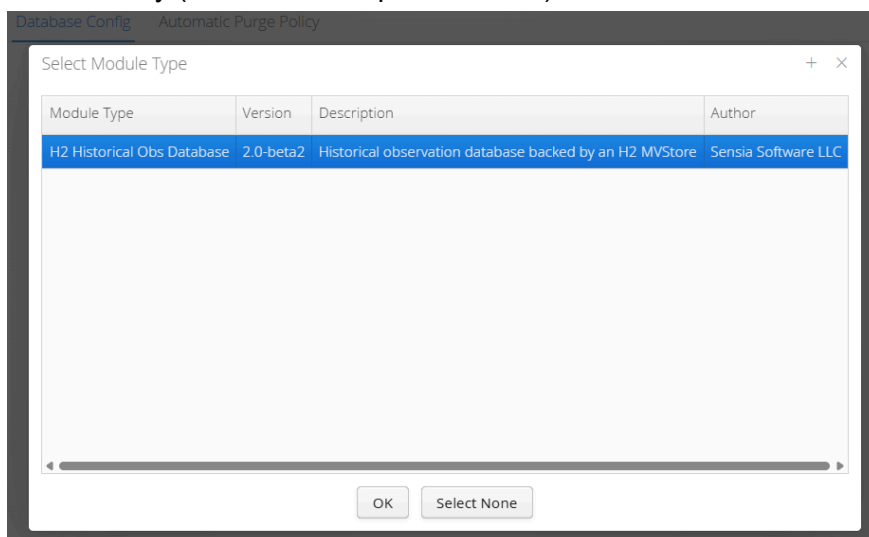 Database Config Automatic Purge Policy
Select Module Type
Module Type Version Description Author
H2 Historical Obs Database 2.0-beta2 Historical observation database backed by an H2 MVStore Sensia Software LLC
OK Select None